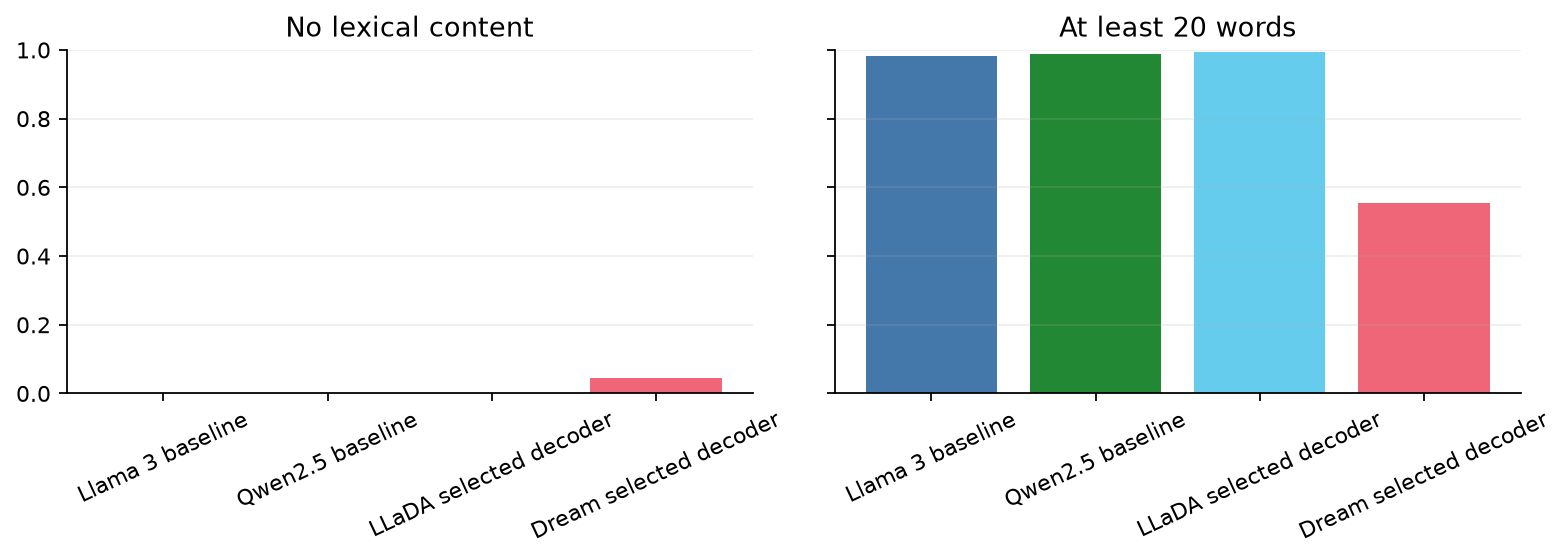 No lexical content
At least 20 words
1.0
0.8
0.6
0.4
0.2
0.0
Llama 3 baseline
Qwen2.5 baseline
LLaDA selected decoder
Dream selected decoder
Llama 3 baseline
Qwen2.5 baseline
LLaDA selected decoder
Dream selected decoder